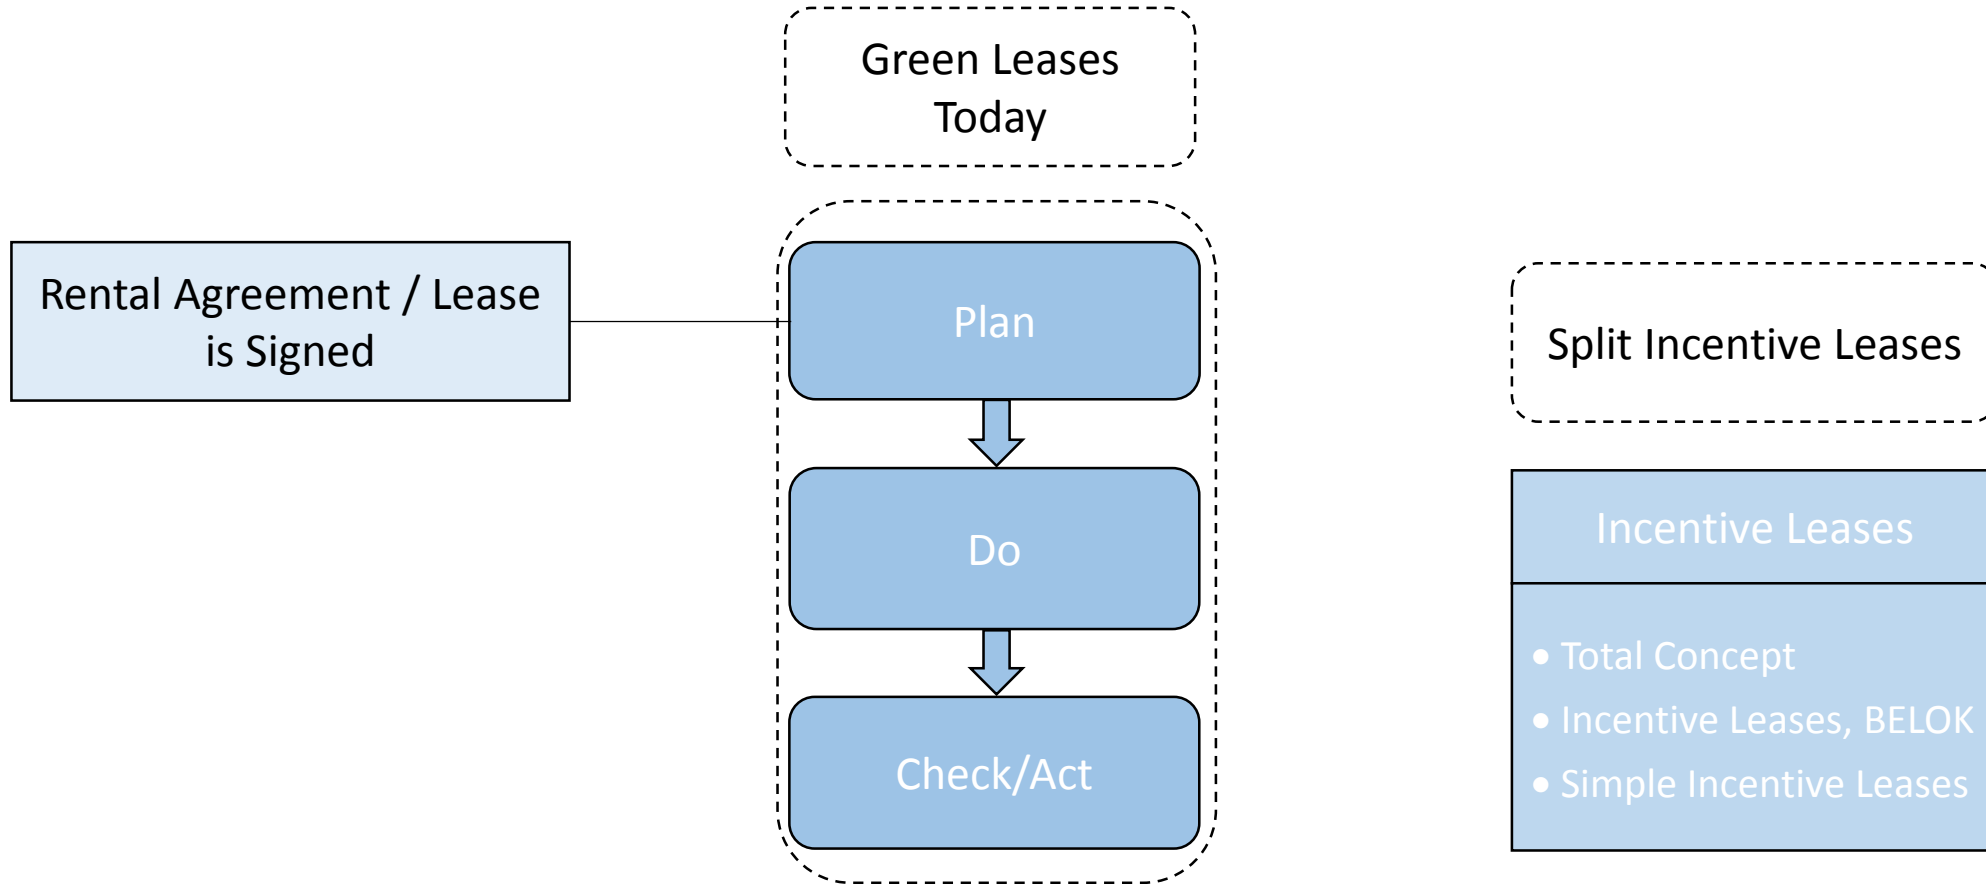 Green Leases
Today
Rental Agreement / Lease
is Signed
Plan
Do
Check/Act
Split Incentive Leases
Incentive Leases
• Total Concept
• Incentive Leases, BELOK
• Simple Incentive Leases